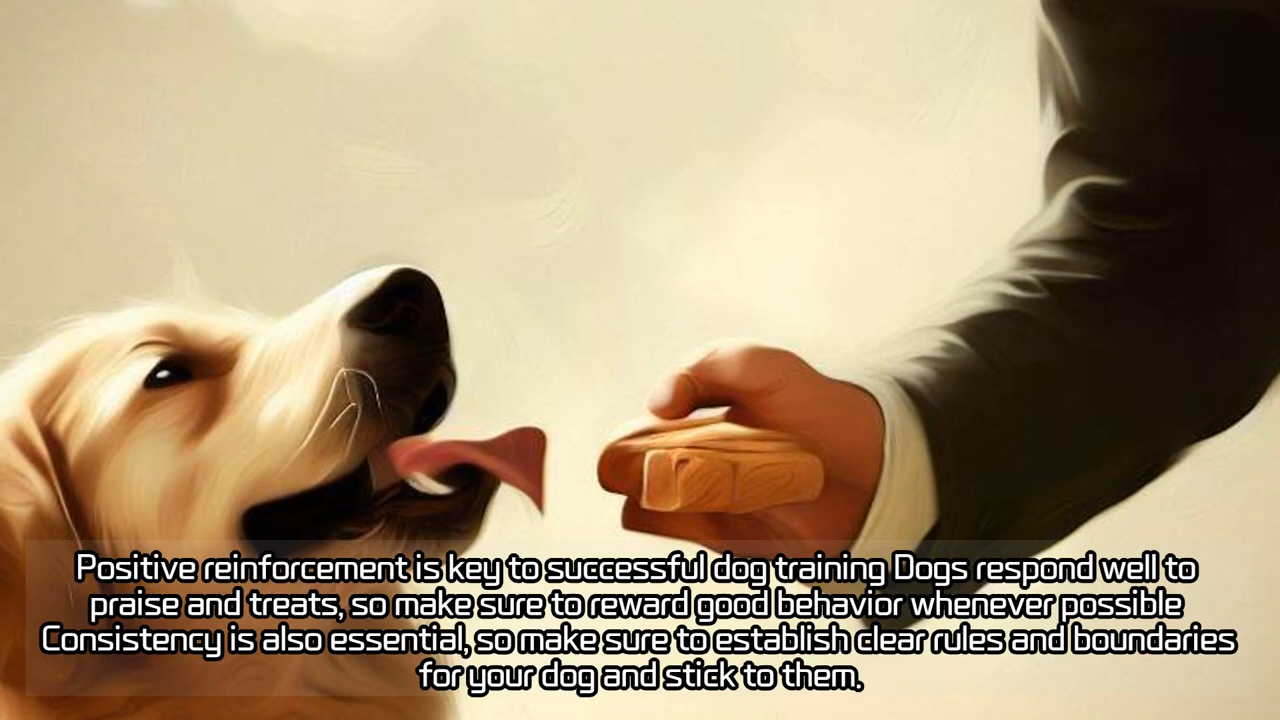 Positive reinforcement is key to successful dog training Dogs respond well to
praise and treats, so make sure to reward good behavior whenever possible
Consistency is also essential, so make sure to establish clear rules and boundaries
for your dog and stick to them.